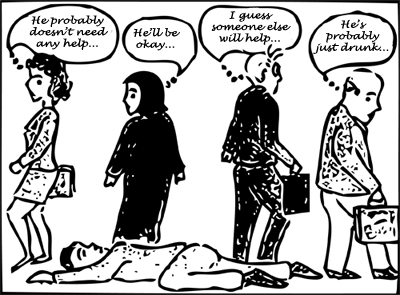 He probably
doesn't need
any help...
He'll be
okay...
I guess
someone else
will help...
He's
probably
just drunk...